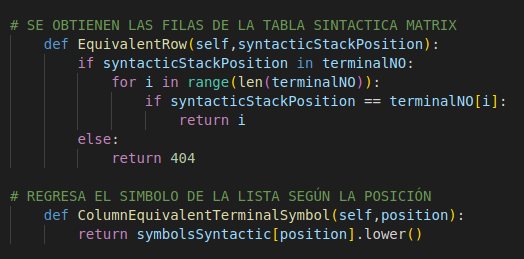 # SE OBTIENEN LAS FILAS DE LA TABLA SINTACTICA MATRIX
    def EquivalentRow(self,syntacticStackPosition):
        if syntacticStackPosition in terminalNO:
            for i in range(len(terminalNO)):
                if syntacticStackPosition == terminalNO[i]:
                    return i
        else:
            return 404
# REGRESA EL SIMBOLO DE LA LISTA SEGÚN LA POSICIÓN
    def ColumnEquivalentTerminalSymbol(self,position):
        return symbolsSyntactic[position].lower()